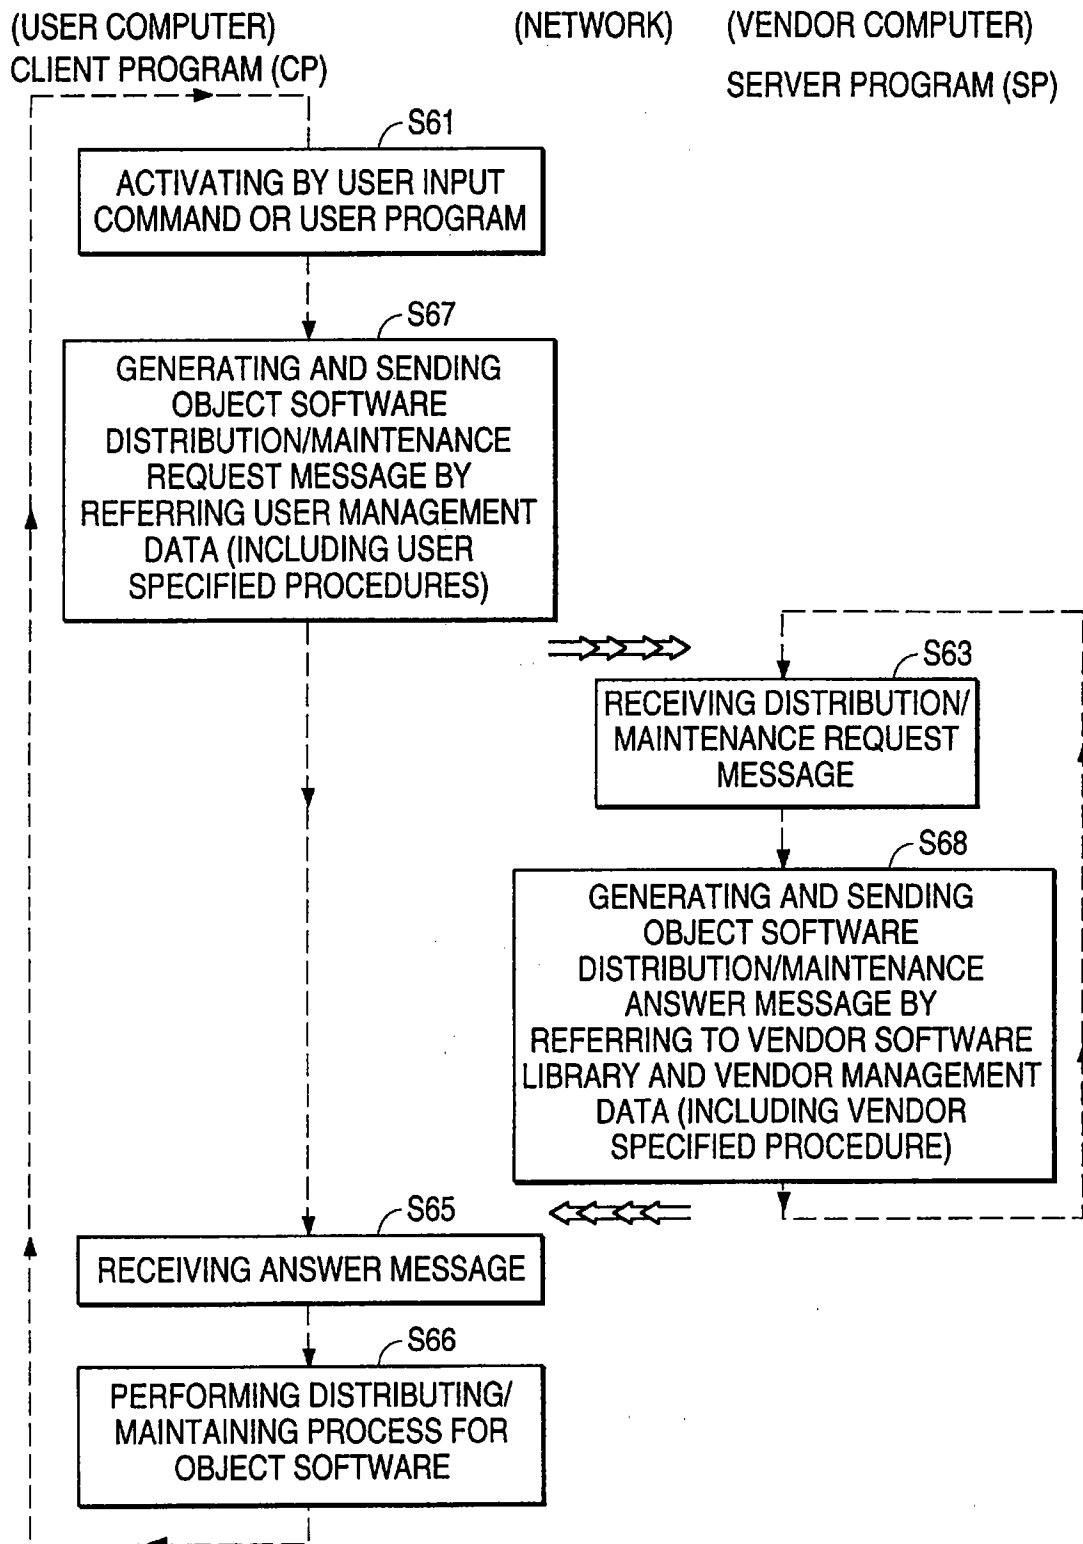 (USER COMPUTER)
CLIENT PROGRAM (CP)
(NETWORK)
(VENDOR COMPUTER)
SERVER PROGRAM (SP)
S61
ACTIVATING BY USER INPUT
COMMAND OR USER PROGRAM
S67
GENERATING AND SENDING
OBJECT SOFTWARE
DISTRIBUTION/MAINTENANCE
REQUEST MESSAGE BY
REFERRING USER MANAGEMENT
DATA (INCLUDING USER
SPECIFIED PROCEDURES)
S63
RECEIVING DISTRIBUTION/
MAINTENANCE REQUEST
MESSAGE
S68
GENERATING AND SENDING
OBJECT SOFTWARE
DISTRIBUTION/MAINTENANCE
ANSWER MESSAGE BY
REFERRING TO VENDOR SOFTWARE
LIBRARY AND VENDOR MANAGEMENT
DATA (INCLUDING VENDOR
SPECIFIED PROCEDURE)
S65
RECEIVING ANSWER MESSAGE
S66
PERFORMING DISTRIBUTING/
MAINTAINING PROCESS FOR
OBJECT SOFTWARE